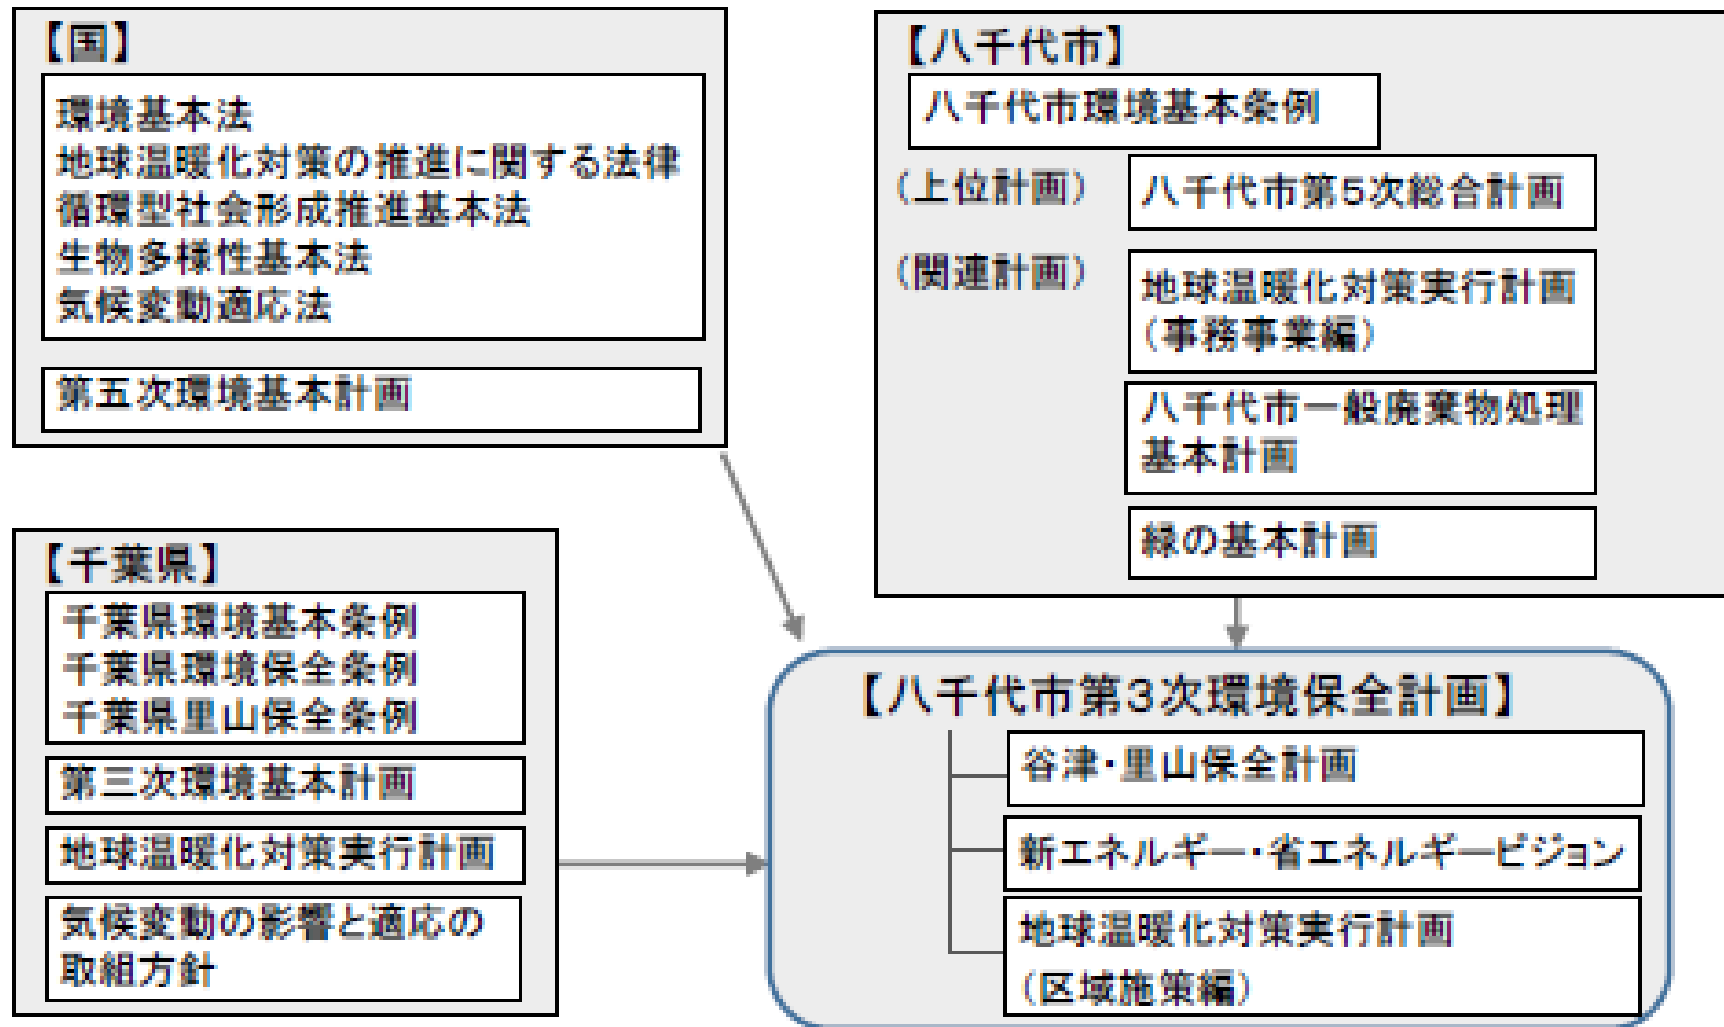 【国】
環境基本法
地球温暖化対策の推進に関する法律
循環型社会形成推進基本法
生物多様性基本法
気候変動適応法
第五次環境基本計画
【千葉県】
千葉県環境基本条例
千葉県環境保全条例
千葉県里山保全条例
第三次環境基本計画
地球温暖化対策実行計画
気候変動の影響と適応の
取組方針
【八千代市】
八千代市環境基本条例
(上位計画)
八千代市第5次総合計画
(関連計画)
地球温暖化対策実行計画
(事務事業編)
八千代市一般廃棄物処理
基本計画
緑の基本計画
【八千代市第3次環境保全計画】
谷津・里山保全計画
新エネルギー・省エネルギービジョン
地球温暖化対策実行計画
(区域施策編)